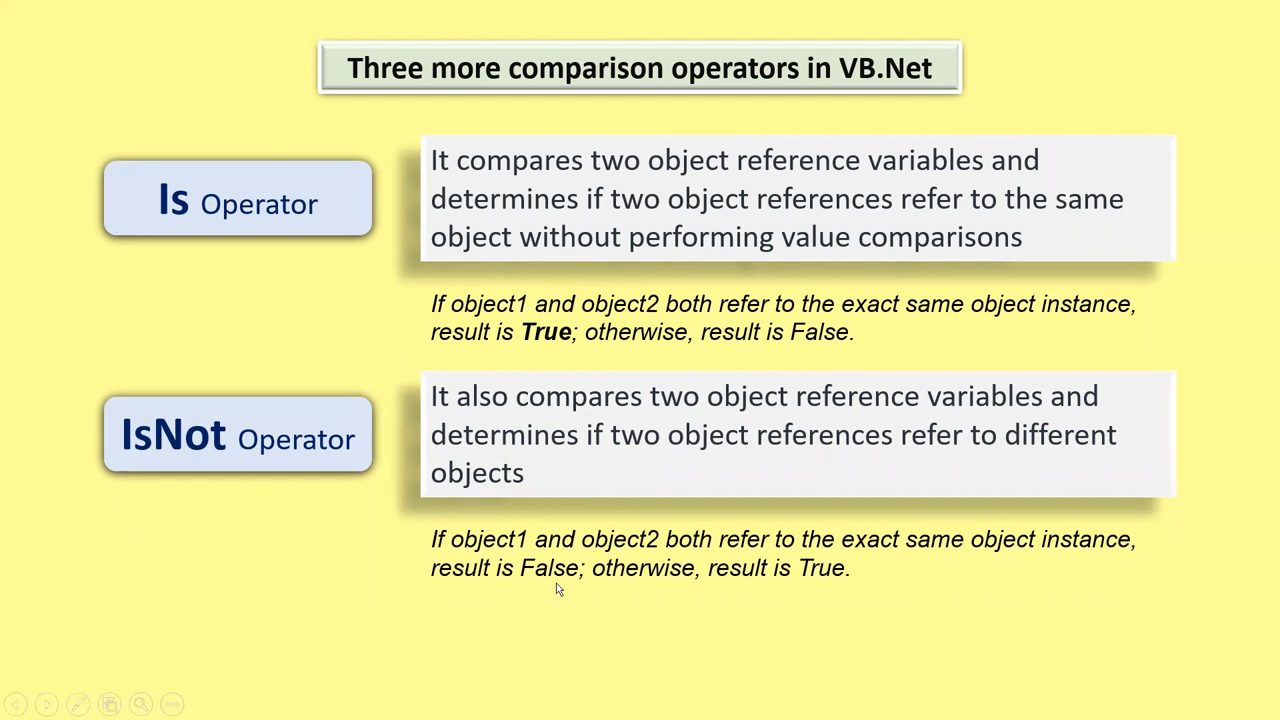 Three more comparison operators in VB.Net
Is Operator
It compares two object reference variables and
determines if two object references refer to the same
object without performing value comparisons
If object1 and object2 both refer to the exact same object instance,
result is True; otherwise, result is False.
IsNot Operator
It also compares two object reference variables and
determines if two object references refer to different
objects
If object1 and object2 both refer to the exact same object instance,
result is False; otherwise, result is True.